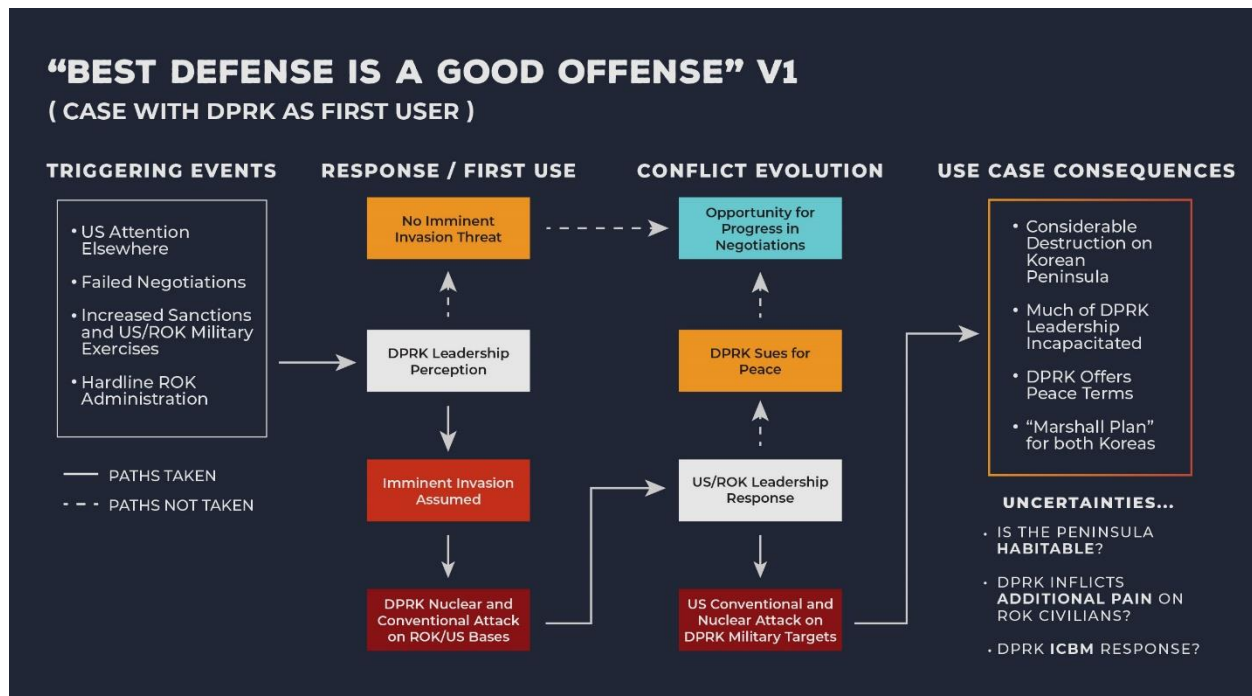 “BEST DEFENSE IS A GOOD OFFENSE” V1
( CASE WITH DPRK AS FIRST USER )
TRIGGERING EVENTS
• US Attention
Elsewhere
• Failed Negotiations
• Increased Sanctions
and US/ROK Military
Exercises
• Hardline ROK
Administration
PATHS TAKEN
PATHS NOT TAKEN
RESPONSE / FIRST USE
No Imminent
Invasion Threat
DPRK Leadership
Perception
Imminent Invasion
Assumed
DPRK Nuclear and
Conventional Attack
on ROK/US Bases
CONFLICT EVOLUTION
Opportunity for
Progress in
Negotiations
DPRK Sues for
Peace
US/ROK Leadership
Response
US Conventional and
Nuclear Attack on
DPRK Military Targets
USE CASE CONSEQUENCES
• Considerable
Destruction on
Korean
Peninsula
• Much of DPRK
Leadership
Incapacitated
• DPRK Offers
Peace Terms
• “Marshall Plan”
for both Koreas
UNCERTAINTIES...
• IS THE PENINSULA
HABITABLE?
• DPRK INFLICTS
ADDITIONAL PAIN ON
ROK CIVILIANS?
• DPRK ICBM RESPONSE?